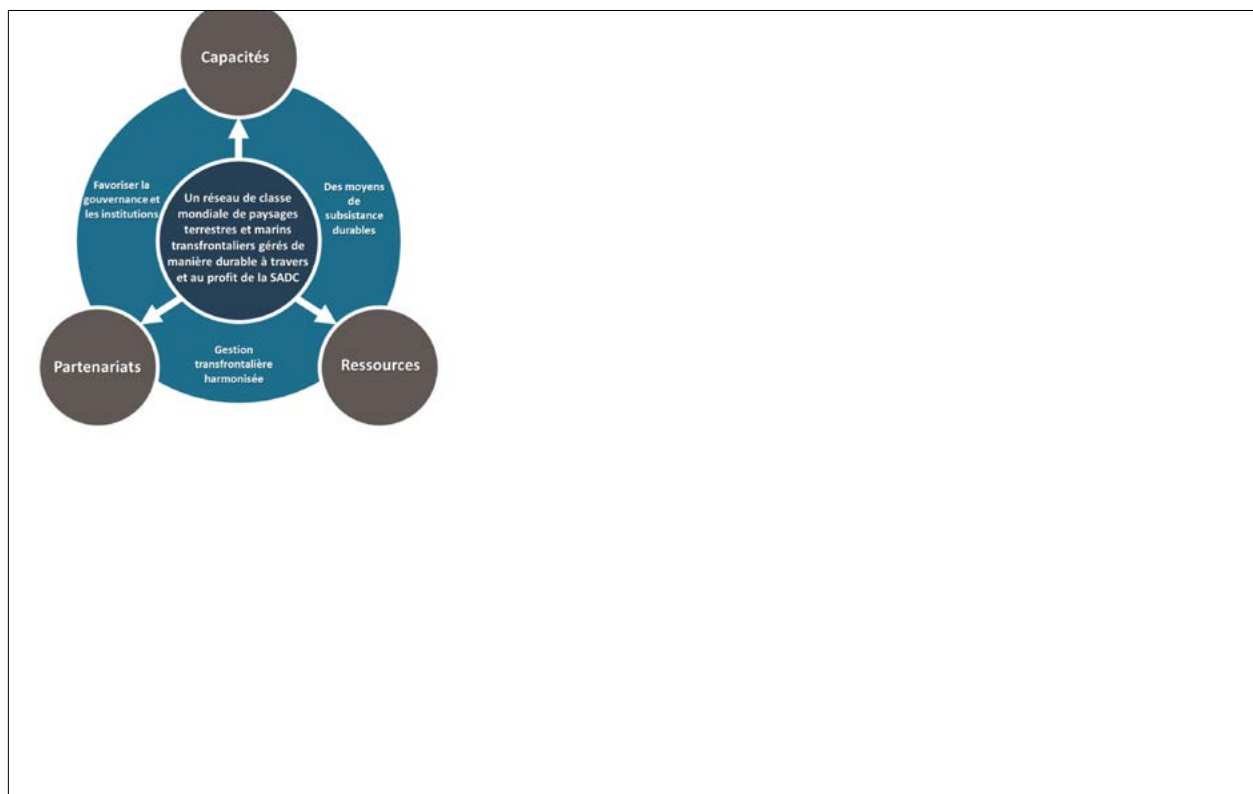 Capacités
Favoriser la
gouvernance et
les institutions
Un réseau de classe
mondiale de paysages
terrestres et marins
transfrontaliers gérés de
manière durable à travers
et au profit de la SADC
Des moyens
de
subsistance
durables
Partenariats
Gestion
transfrontalière
harmonisée
Ressources